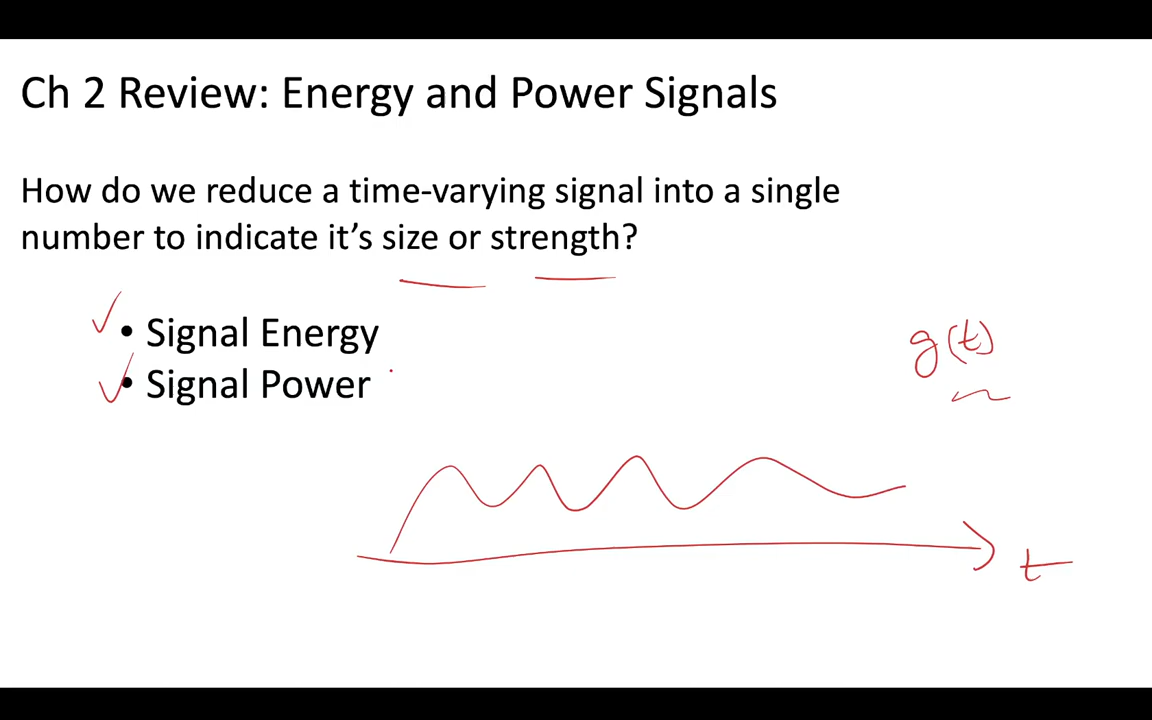 Ch 2 Review: Energy and Power Signals
How do we reduce a time-varying signal into a single
number to indicate it’s size or strength?
• Signal Energy
• Signal Power
g(t)
t